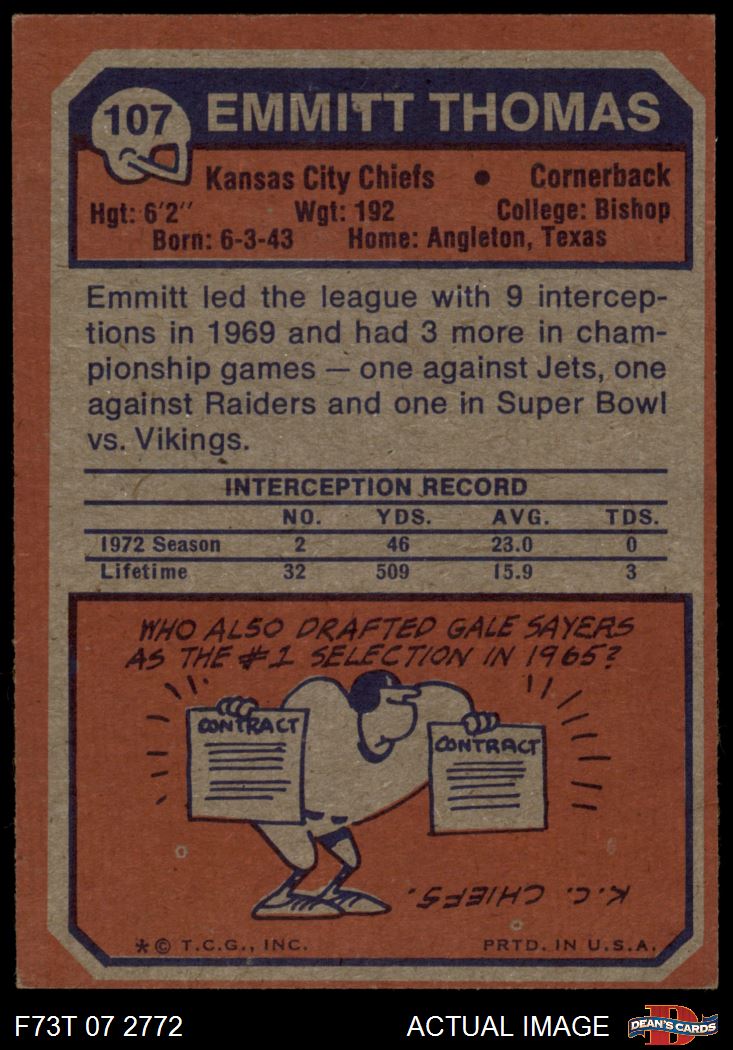 107 EMMITT THOMAS
Kansas City Chiefs • Cornerback
Hgt: 6'2" Wgt: 192 College: Bishop
Born: 6-3-43 Home: Angleton, Texas
Emmitt led the league with 9 intercep-
tions in 1969 and had 3 more in cham-
pionship games — one against Jets, one
against Raiders and one in Super Bowl
vs. Vikings.
INTERCEPTION RECORD
NO. YDS. AVG. TDS.
1972 Season 2 46 23.0 0
Lifetime 32 509 15.9 3
WHO ALSO DRAFTED GALE SAYERS
AS THE #1 SELECTION IN 1965?
CONTRACT
CONTRACT
K.C. CHIEFS.
* © T.C.G., INC. PRTD. IN U.S.A.
F73T 07 2772 ACTUAL IMAGE D DEAN'S CARDS